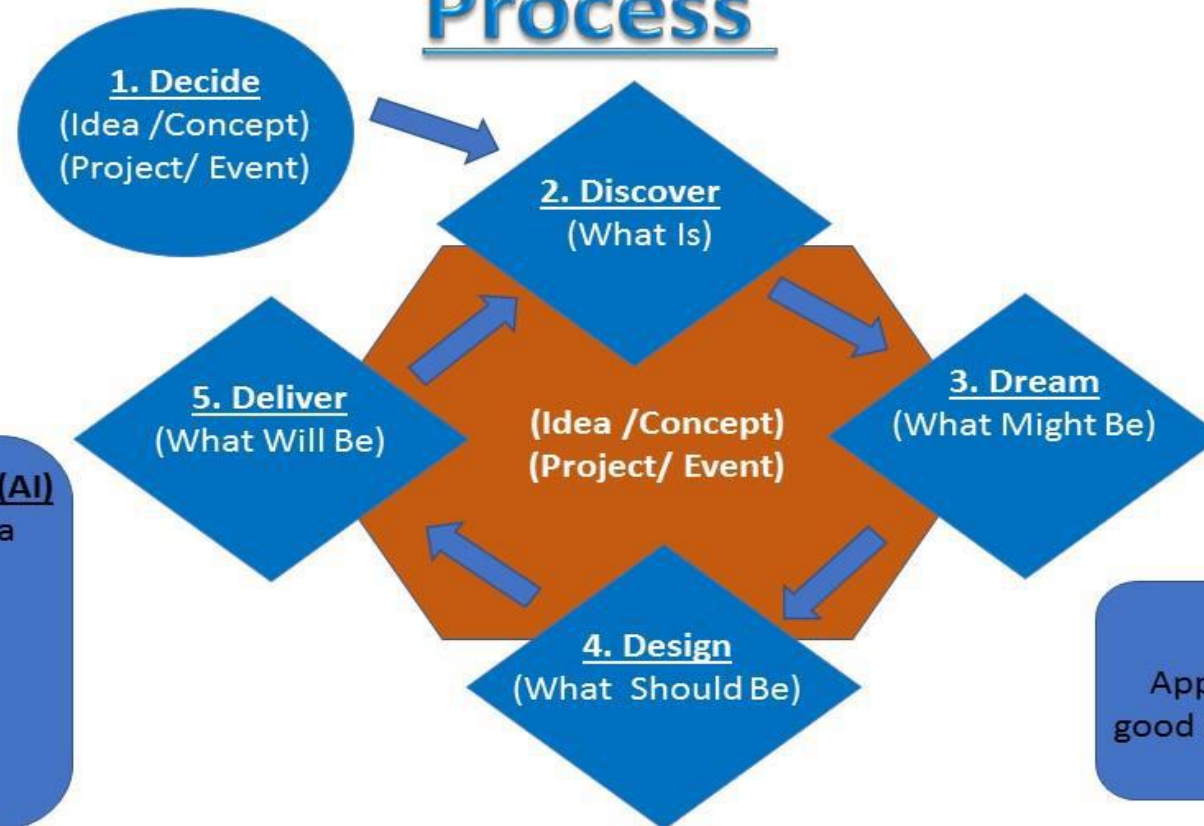 Process
1. Decide
(Idea /Concept)
(Project/ Event)
2. Discover
(What Is)
3. Dream
(What Might Be)
(Idea /Concept)
(Project/ Event)
5. Deliver
(What Will Be)
4. Design
(What Should Be)
(AI)
a
App
good